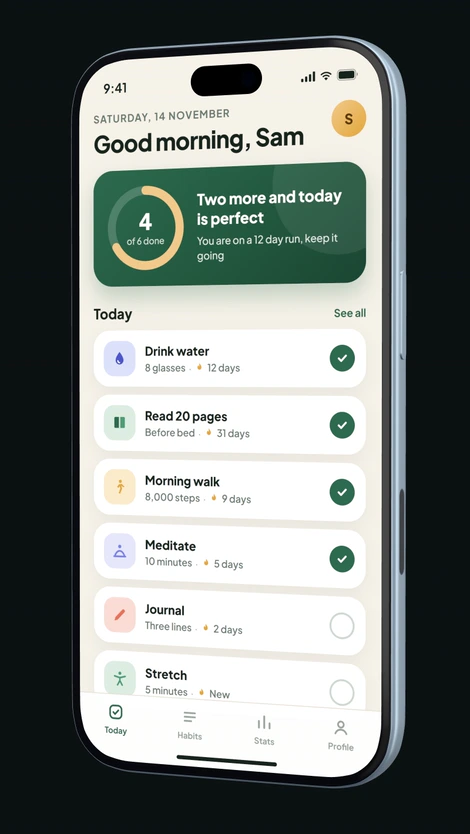 9:41
SATURDAY, 14 NOVEMBER
Good morning, Sam
S
4
of 6 done
Two more and today
is perfect
You are on a 12 day run, keep it
going
Today
See all
Drink water
8 glasses · 12 days
Read 20 pages
Before bed · 31 days
Morning walk
8,000 steps · 9 days
Meditate
10 minutes · 5 days
Journal
Three lines · 2 days
Stretch
5 minutes · New
Today
Habits
Stats
Profile